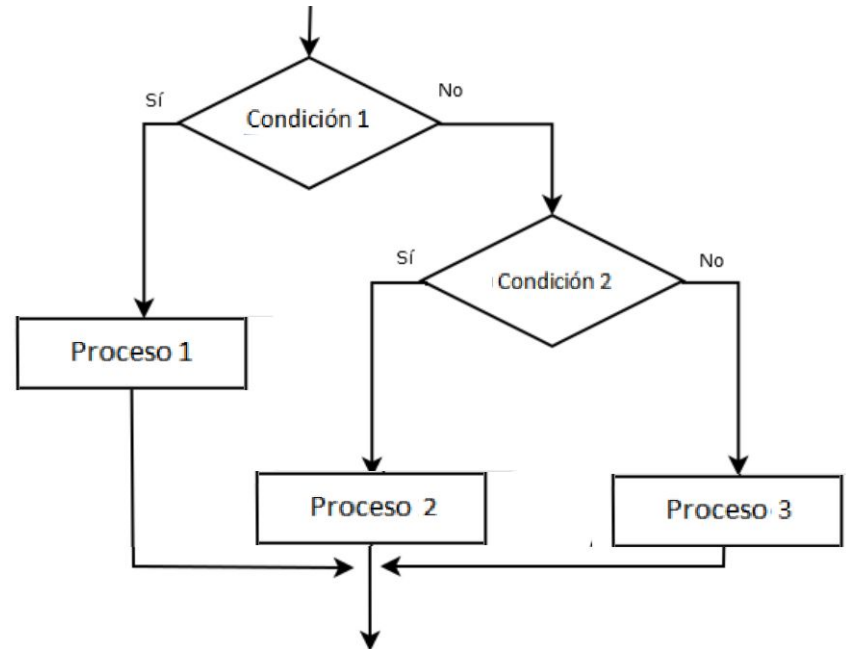 Sí
No
Condición 1
Sí
No
Condición 2
Proceso 1
Proceso 2
Proceso 3